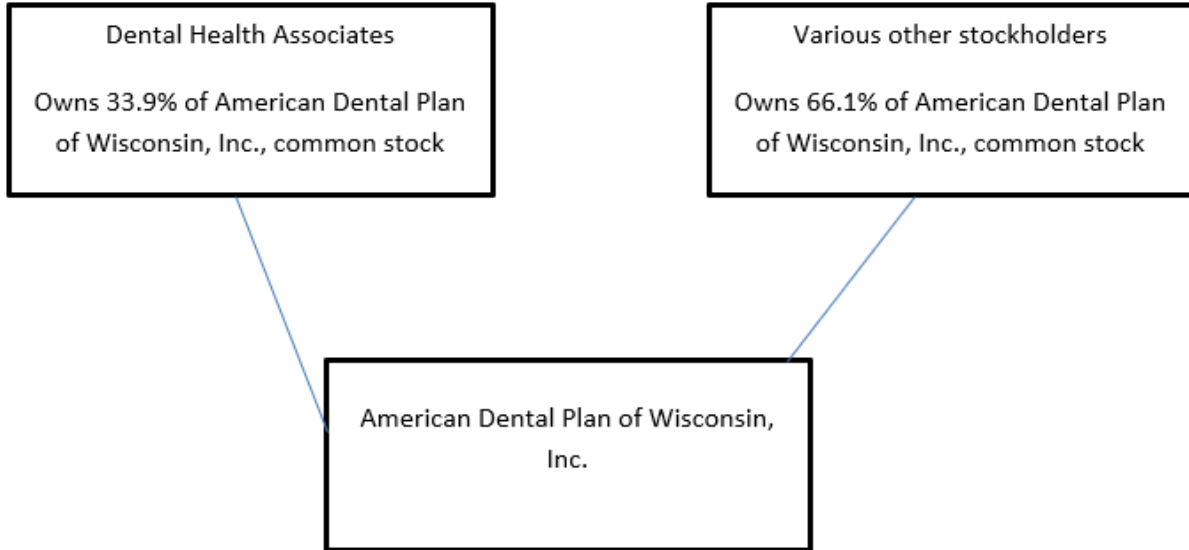 Dental Health Associates
Owns 33.9% of American Dental Plan
of Wisconsin, Inc., common stock
Various other stockholders
Owns 66.1% of American Dental Plan
of Wisconsin, Inc., common stock
American Dental Plan of Wisconsin,
Inc.